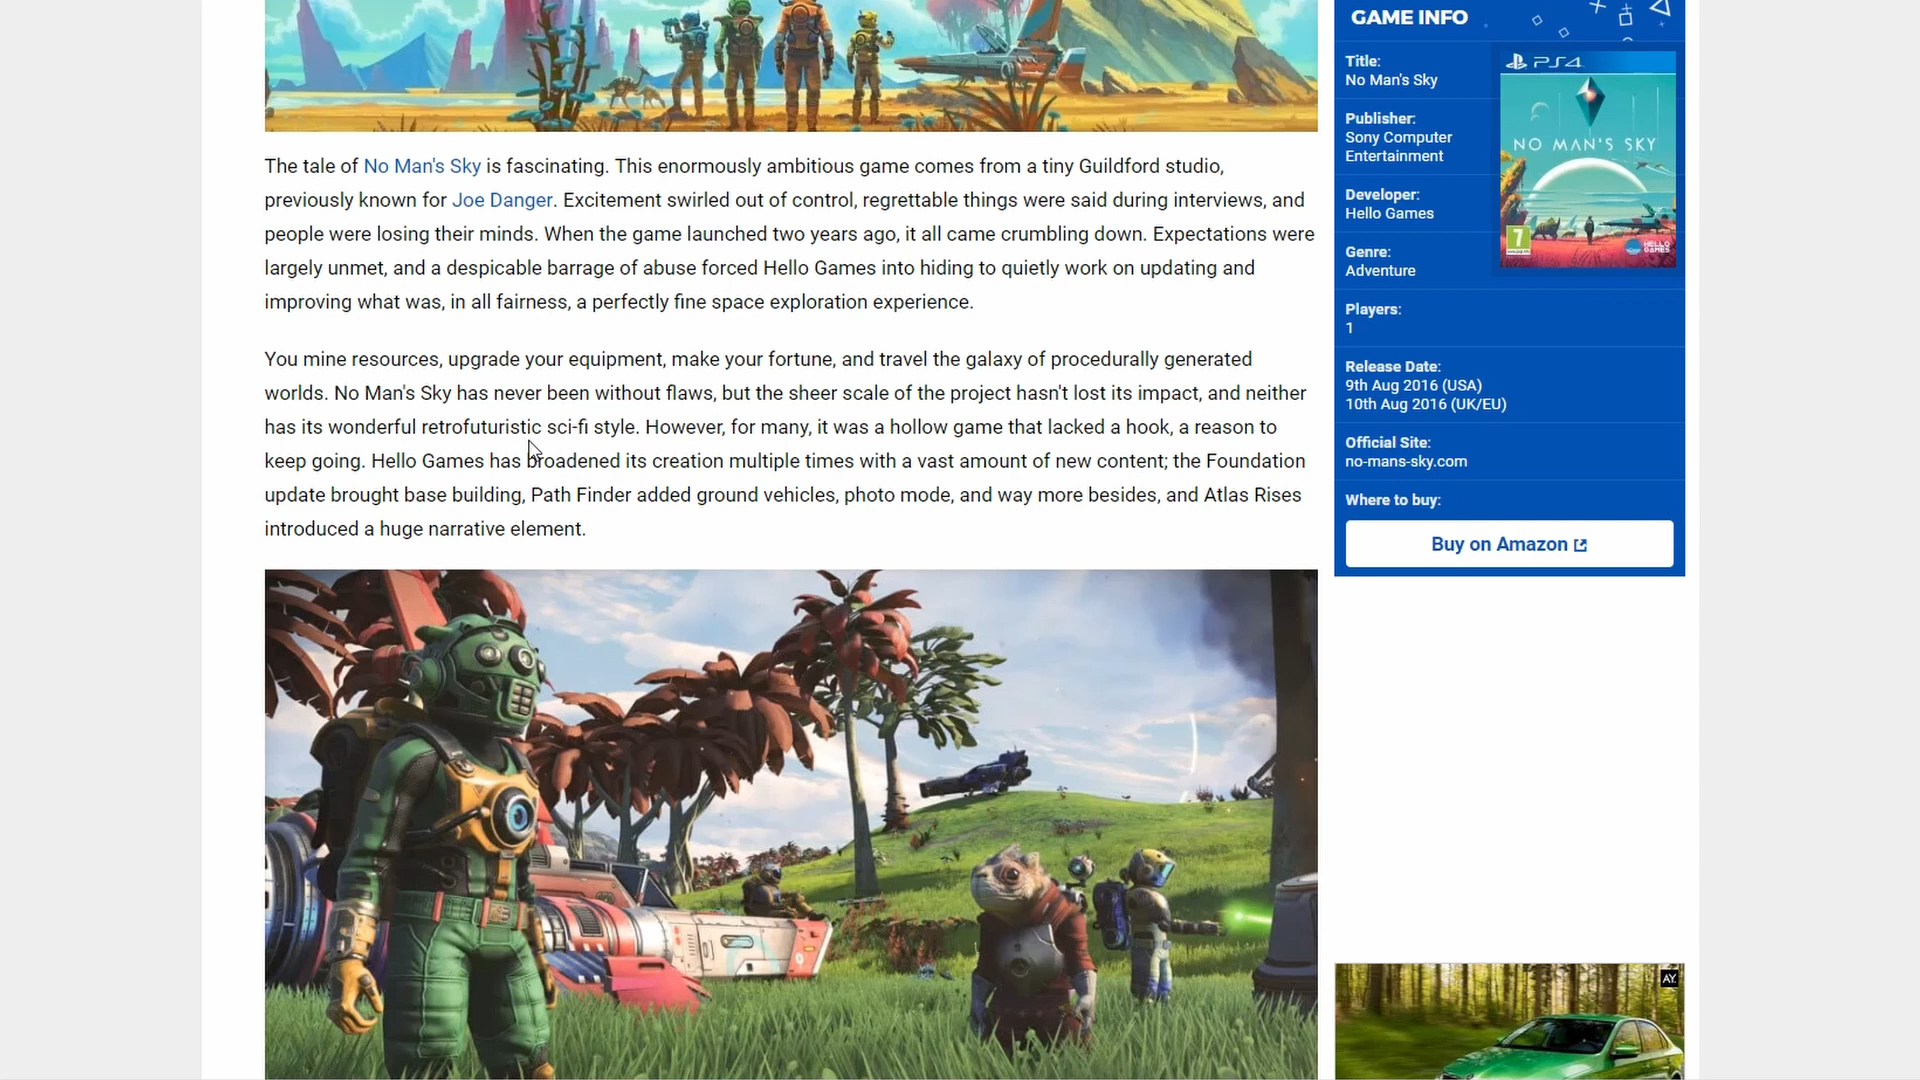 The tale of No Man's Sky is fascinating. This enormously ambitious game comes from a tiny Guildford studio,
previously known for Joe Danger. Excitement swirled out of control, regrettable things were said during interviews, and
people were losing their minds. When the game launched two years ago, it all came crumbling down. Expectations were
largely unmet, and a despicable barrage of abuse forced Hello Games into hiding to quietly work on updating and
improving what was, in all fairness, a perfectly fine space exploration experience.
You mine resources, upgrade your equipment, make your fortune, and travel the galaxy of procedurally generated
worlds. No Man's Sky has never been without flaws, but the sheer scale of the project hasn't lost its impact, and neither
has its wonderful retrofuturistic sci-fi style. However, for many, it was a hollow game that lacked a hook, a reason to
keep going. Hello Games has broadened its creation multiple times with a vast amount of new content; the Foundation
update brought base building, Path Finder added ground vehicles, photo mode, and way more besides, and Atlas Rises
introduced a huge narrative element.
GAME INFO
Title:
No Man's Sky
Publisher:
Sony Computer
Entertainment
Developer:
Hello Games
Genre:
Adventure
Players:
1
Release Date:
9th Aug 2016 (USA)
10th Aug 2016 (UK/EU)
Official Site:
no-mans-sky.com
Where to buy:
Buy on Amazon
PS4
NO MAN'S SKY
7
HELLO
GAMES
AY